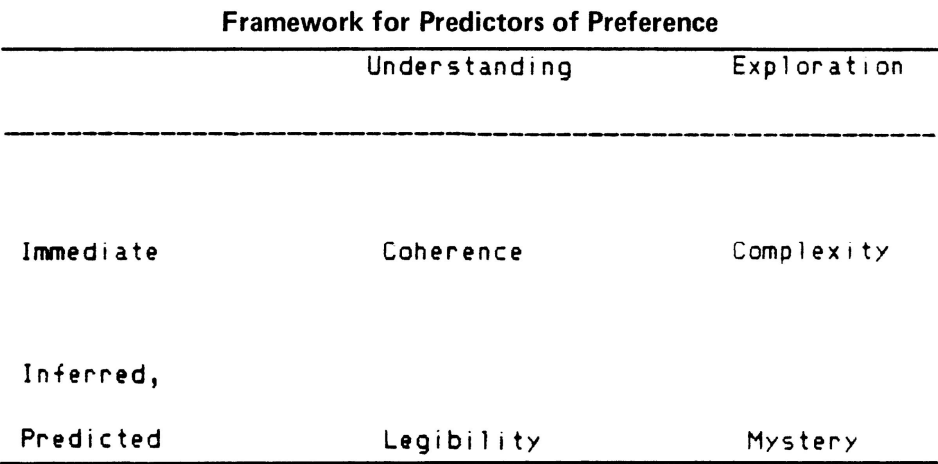 Framework for Predictors of Preference
Understanding Exploration
Immediate Coherence Complexity
Inferred,
Predicted Legibility Mystery